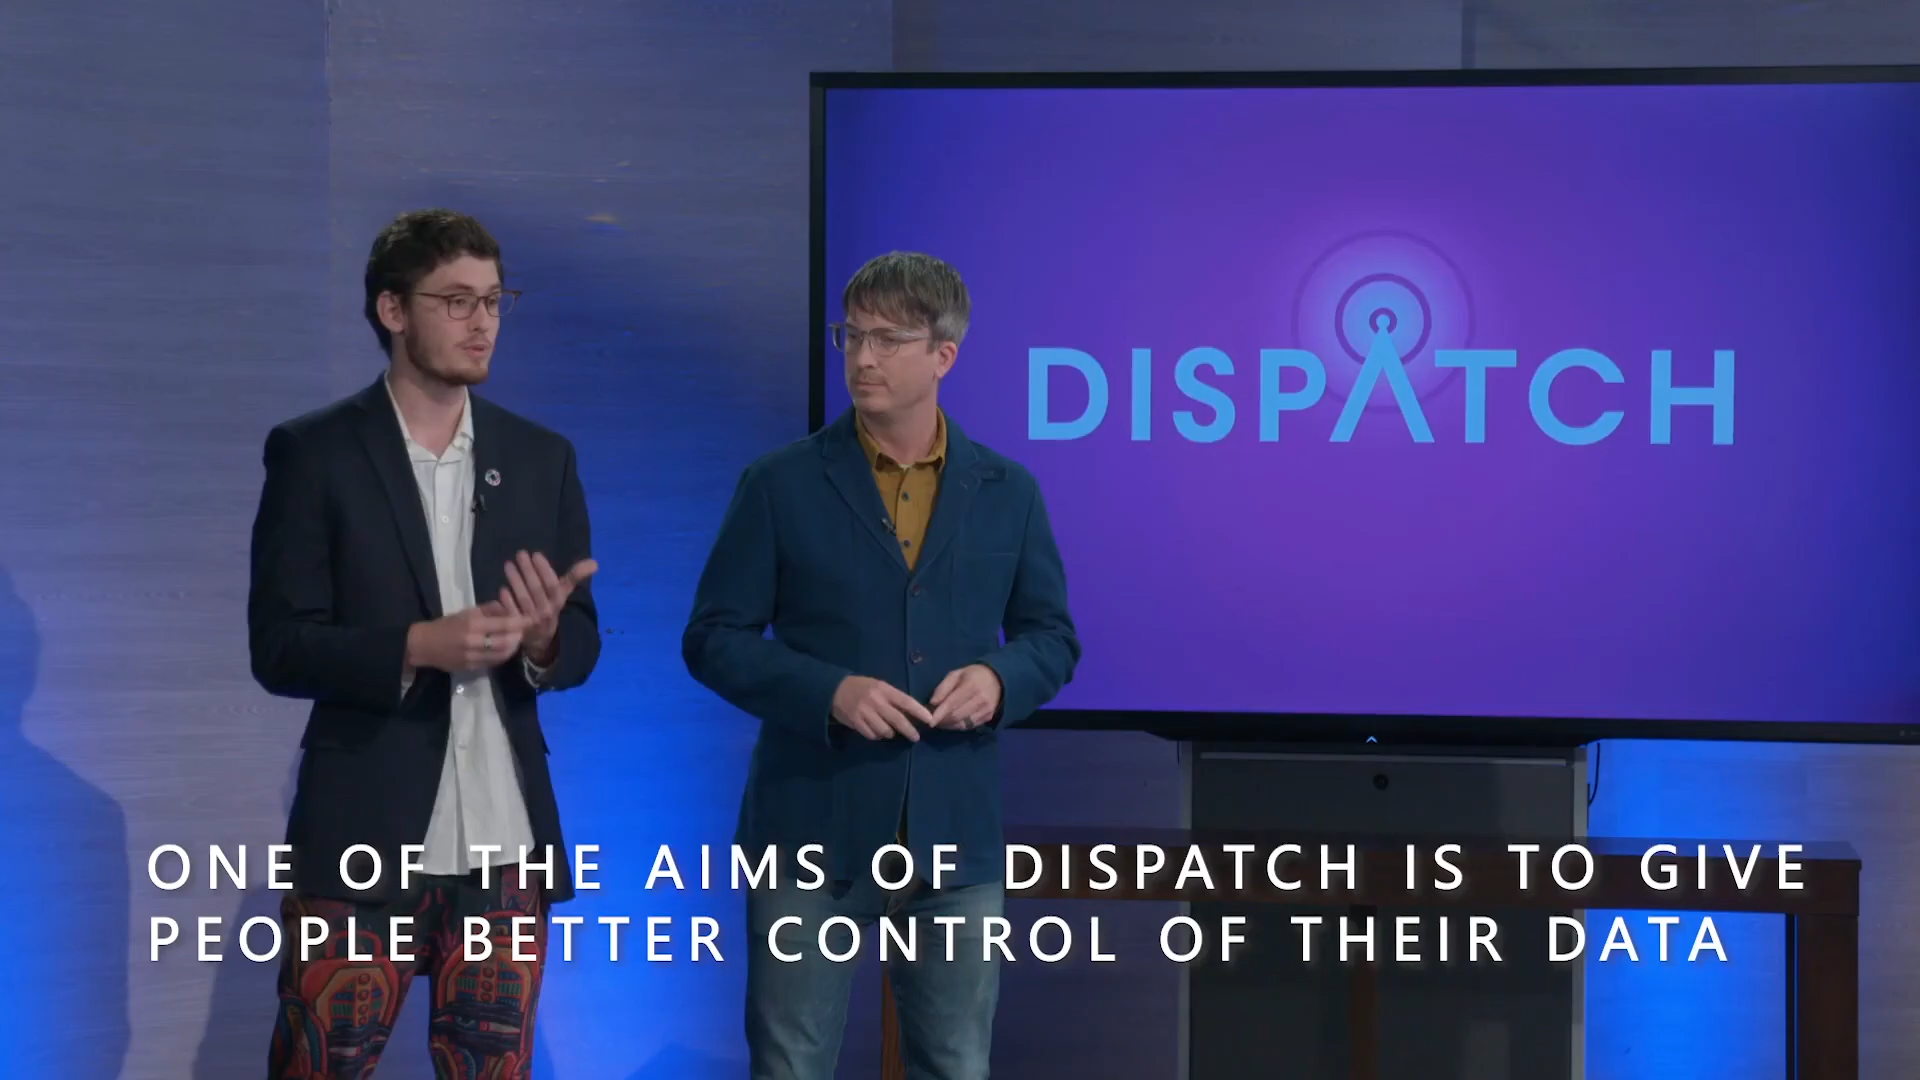 DISPATCH
ONE OF THE AIMS OF DISPATCH IS TO GIVE
PEOPLE BETTER CONTROL OF THEIR DATA